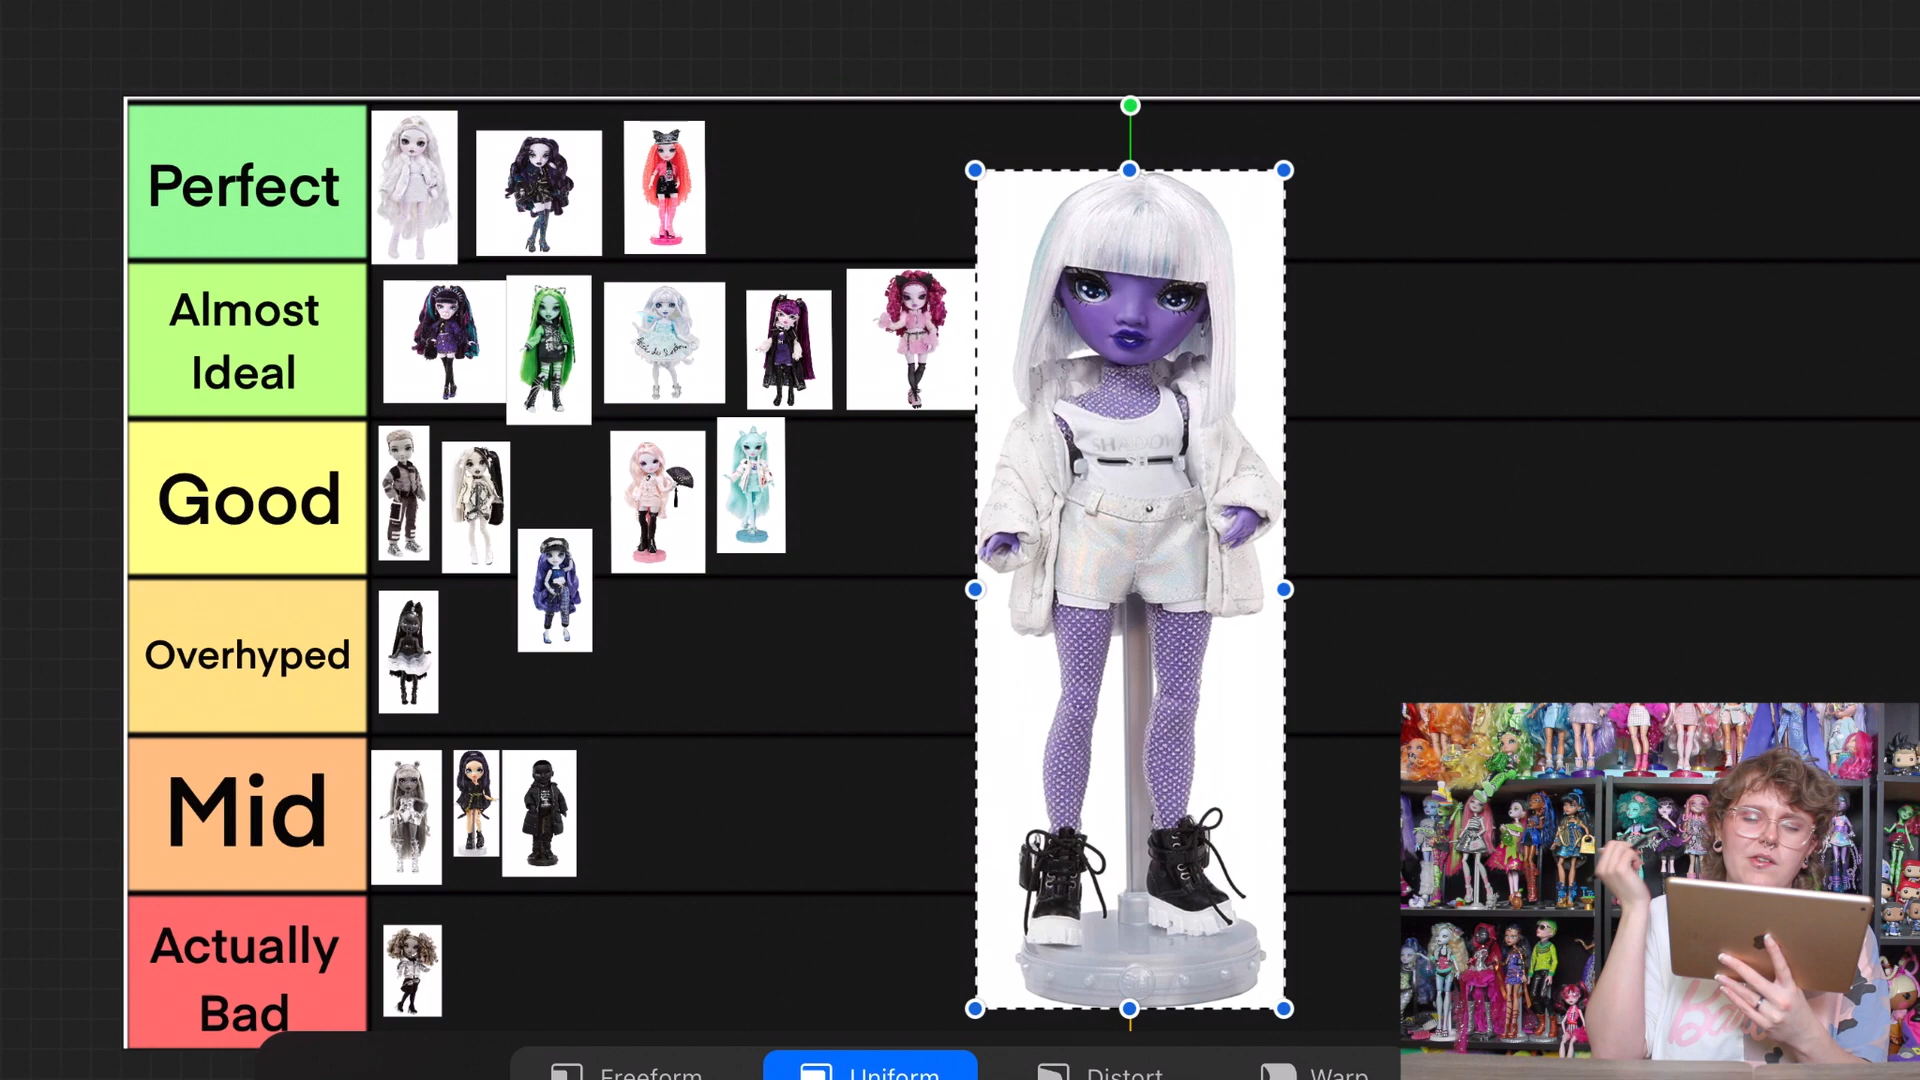 Perfect
Almost
Ideal
SHADOW
Good
Overhyped
Mid
Actually
Bad
Freeform
Uniform
Distort
Warp